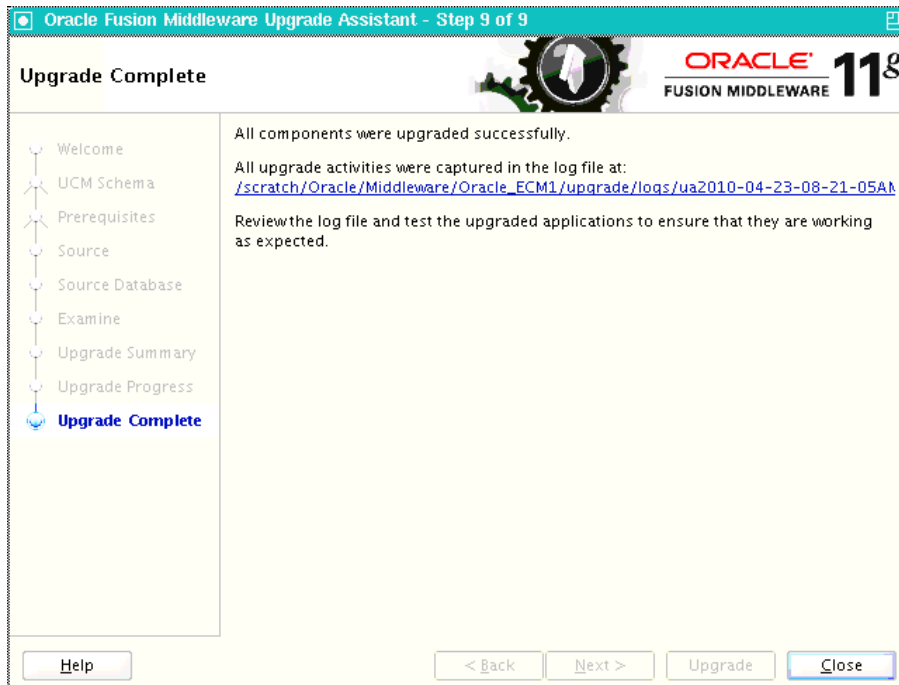 Oracle Fusion Middleware Upgrade Assistant - Step 9 of 9
Upgrade Complete
ORACLE
FUSION MIDDLEWARE
11g
Welcome
UCM Schema
Prerequisites
Source
Source Database
Examine
Upgrade Summary
Upgrade Progress
Upgrade Complete
All components were upgraded successfully.
All upgrade activities were captured in the log file at:
/scratch/Oracle/Middleware/Oracle_ECM1/upgrade/logs/ua2010-04-23-08-21-05AM
Review the log file and test the upgraded applications to ensure that they are working
as expected.
Help
< Back
Next >
Upgrade
Close